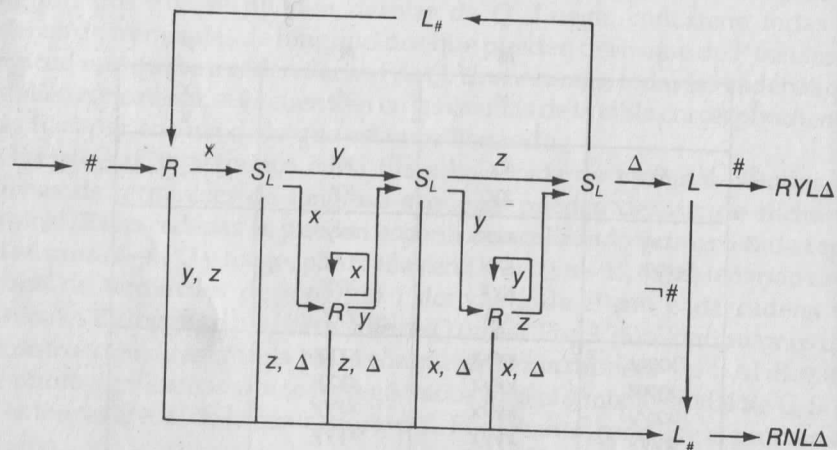 L#
# R x S_L y S_L z S_L Δ L # RYLΔ
x y
y, z x y ¬#
R y R z
z, Δ z, Δ x, Δ x, Δ
L# RNLΔ